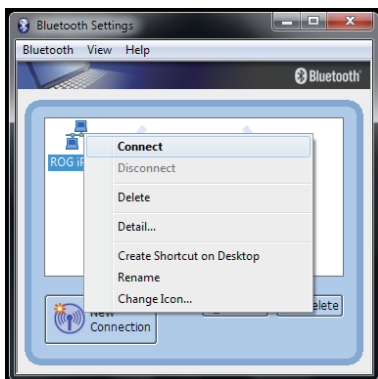 Bluetooth Settings
Bluetooth View Help
Bluetooth
ROG
Connect
Disconnect
Delete
Detail...
Create Shortcut on Desktop
Rename
Change Icon...
New
Connection